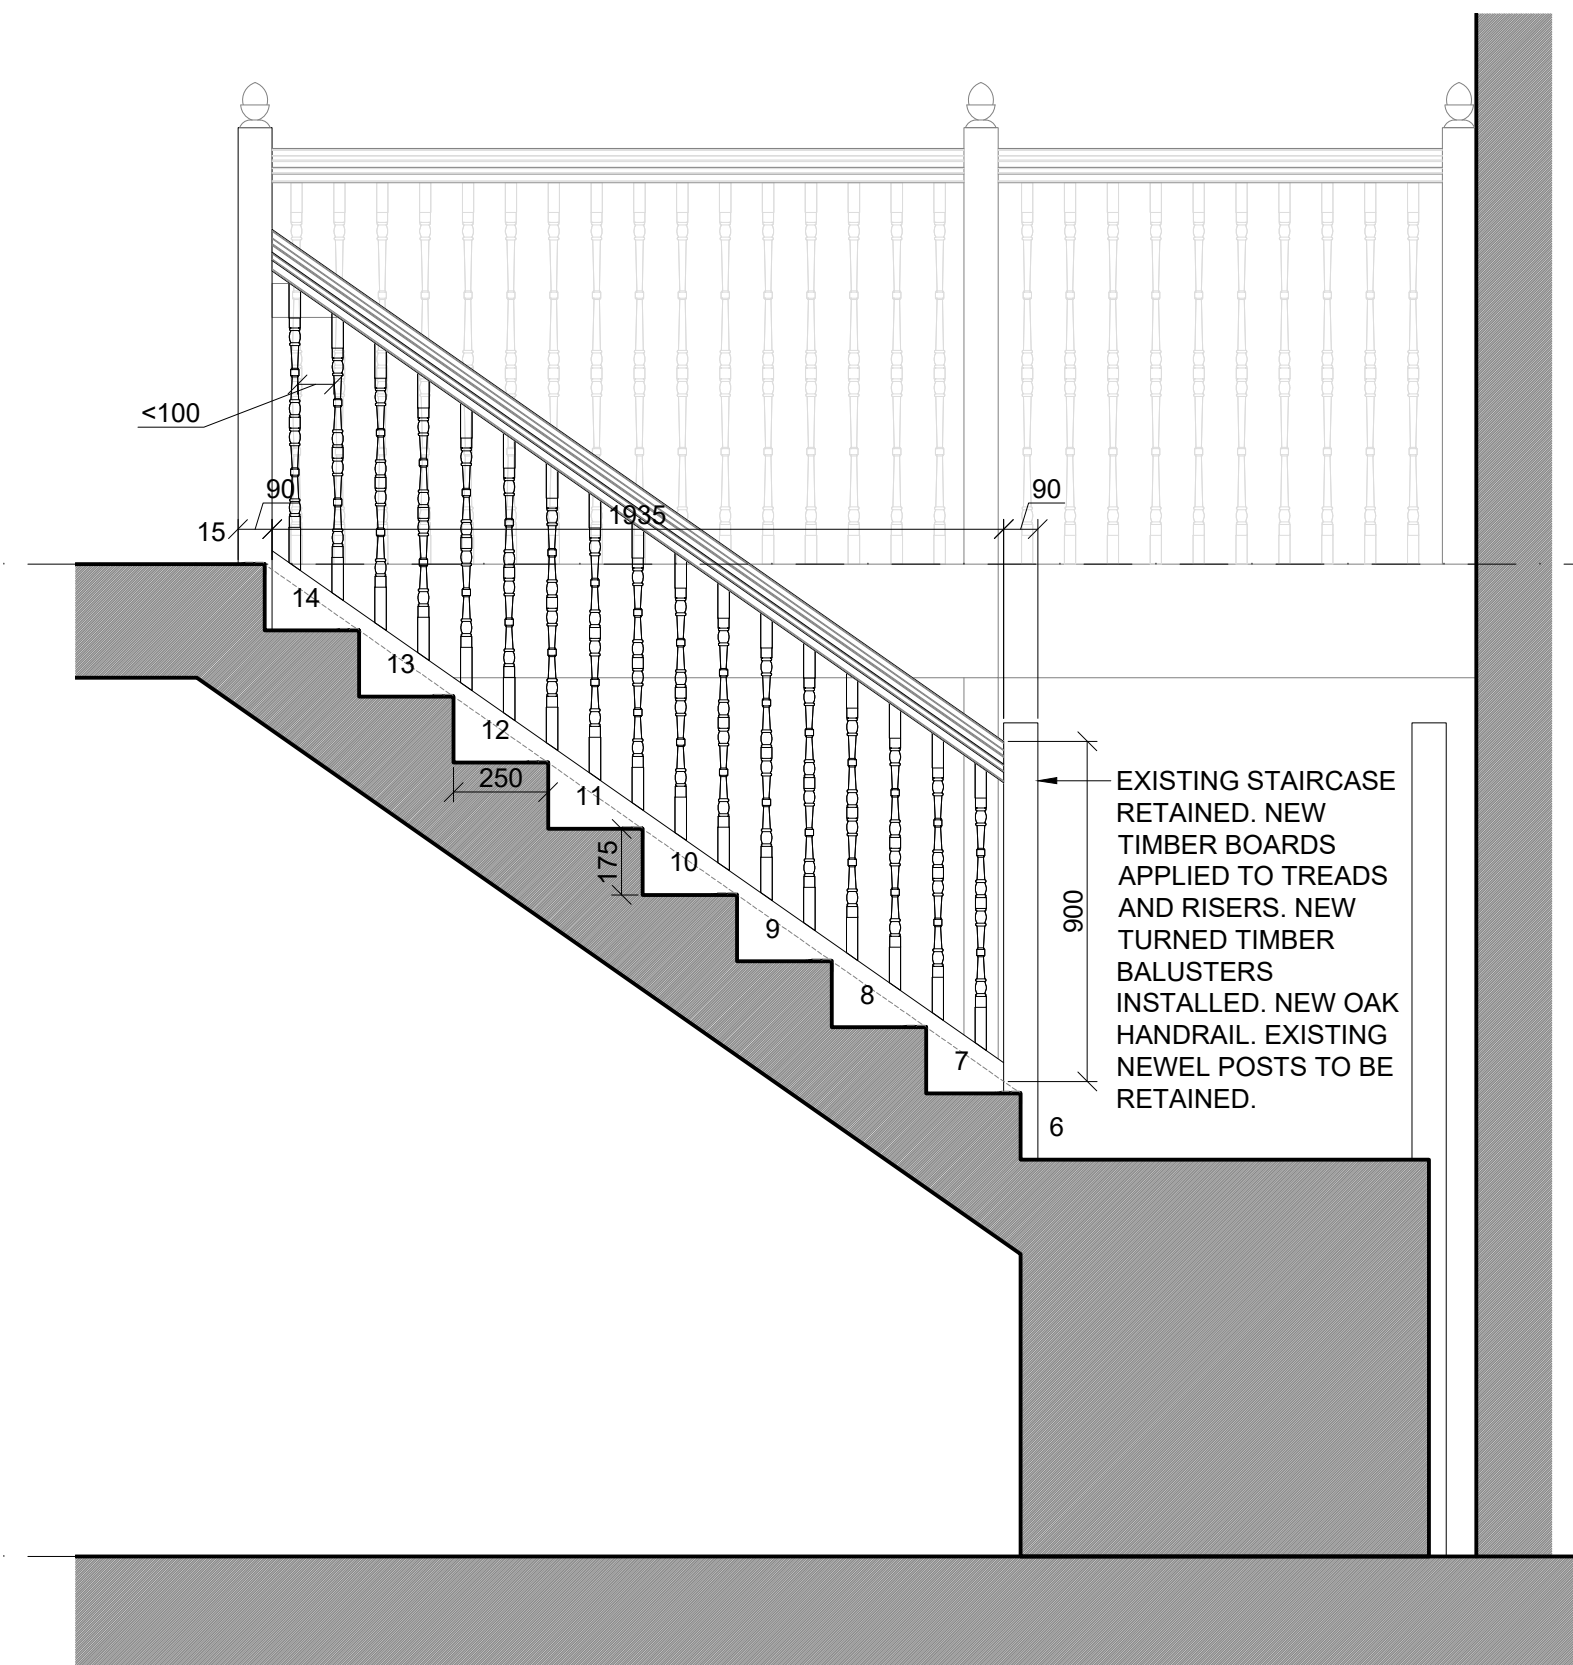 <100
90
1935
90
15
14
13
12
250
11
175
10
9
8
7
6
900
EXISTING STAIRCASE
RETAINED. NEW
TIMBER BOARDS
APPLIED TO TREADS
AND RISERS. NEW
TURNED TIMBER
BALUSTERS
INSTALLED. NEW OAK
HANDRAIL. EXISTING
NEWEL POSTS TO BE
RETAINED.